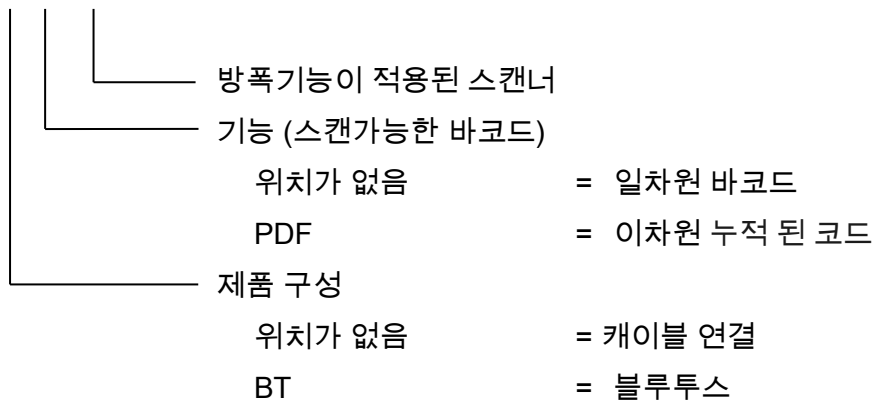 방폭기능이 적용된 스캔너
기능 (스캔가능한 바코드)
위치가 없음 = 일차원 바코드
PDF = 이차원 누적 된 코드
제품 구성
위치가 없음 = 캐이블 연결
BT = 블루투스